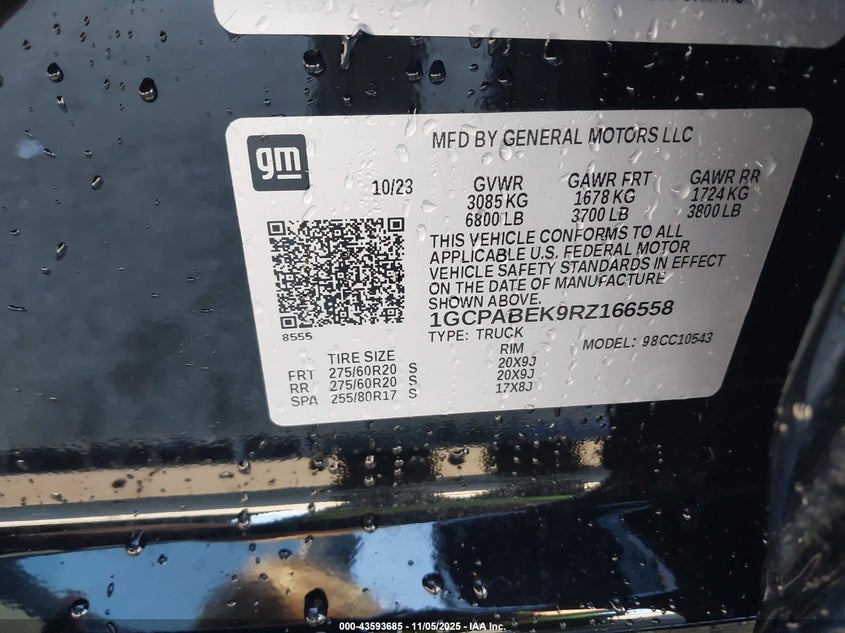 gm
MFD BY GENERAL MOTORS LLC
10/23
GVWR GAWR FRT GAWR RR
3085 KG 1678 KG 1724 KG
6800 LB 3700 LB 3800 LB
THIS VEHICLE CONFORMS TO ALL
APPLICABLE U.S. FEDERAL MOTOR
VEHICLE SAFETY STANDARDS IN EFFECT
ON THE DATE OF MANUFACTURE
SHOWN ABOVE.
8555
1GCPABEK9RZ166558
TYPE: TRUCK MODEL: 98CC10543
TIRE SIZE RIM
FRT 275/60R20 S 20X9J
RR 275/60R20 S 20X9J
SPA 255/80R17 S 17X8J
000-43593685 - 11/05/2025 - IAA Inc.